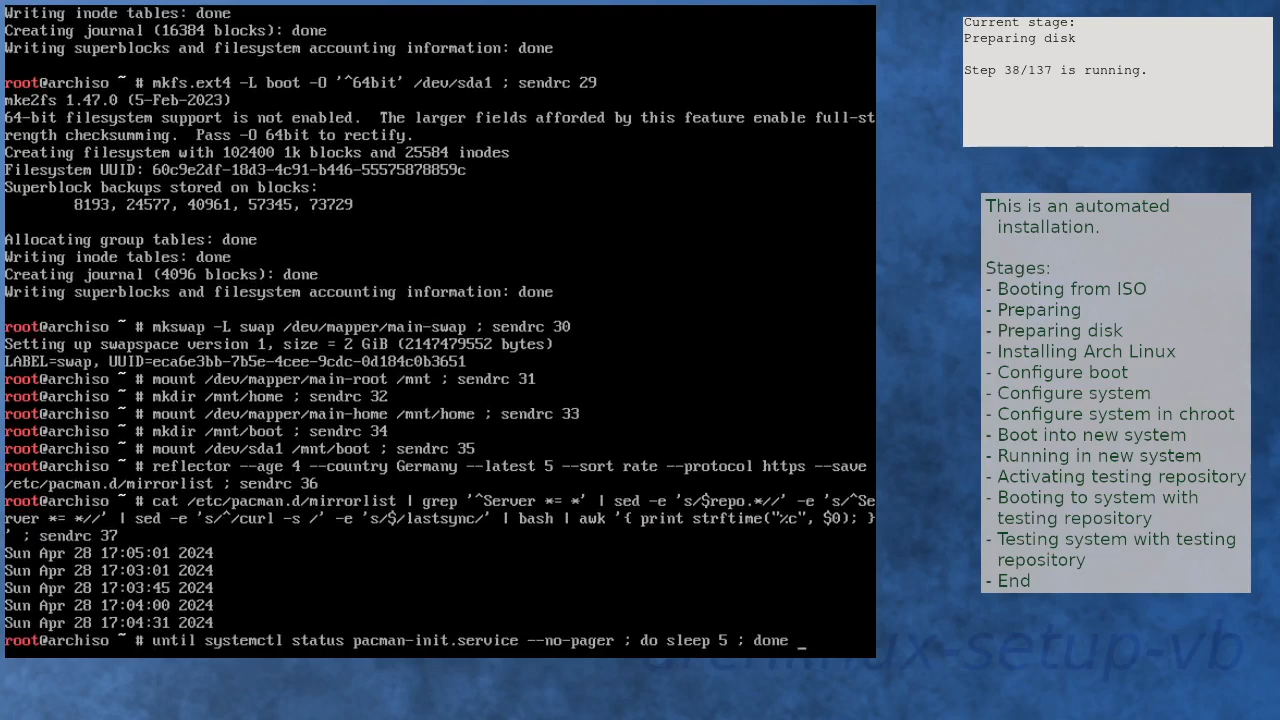 Writing inode tables: done
Creating journal (16384 blocks): done
Writing superblocks and filesystem accounting information: done
root@archiso ~ # mkfs.ext4 -L boot -O '^64bit' /dev/sda1 ; sendrc 29
mke2fs 1.47.0 (5-Feb-2023)
64-bit filesystem support is not enabled.  The larger fields afforded by this feature enable full-st
rength checksumming.  Pass -O 64bit to rectify.
Creating filesystem with 102400 1k blocks and 25584 inodes
Filesystem UUID: 60c9e2df-18d3-4c91-b446-55575878859c
Superblock backups stored on blocks:
        8193, 24577, 40961, 57345, 73729
Allocating group tables: done
Writing inode tables: done
Creating journal (4096 blocks): done
Writing superblocks and filesystem accounting information: done
root@archiso ~ # mkswap -L swap /dev/mapper/main-swap ; sendrc 30
Setting up swapspace version 1, size = 2 GiB (2147479552 bytes)
LABEL=swap, UUID=eca6e3bb-7b5e-4cee-9cdc-0d184c0b3651
root@archiso ~ # mount /dev/mapper/main-root /mnt ; sendrc 31
root@archiso ~ # mkdir /mnt/home ; sendrc 32
root@archiso ~ # mount /dev/mapper/main-home /mnt/home ; sendrc 33
root@archiso ~ # mkdir /mnt/boot ; sendrc 34
root@archiso ~ # mount /dev/sda1 /mnt/boot ; sendrc 35
root@archiso ~ # reflector --age 4 --country Germany --latest 5 --sort rate --protocol https --save
/etc/pacman.d/mirrorlist ; sendrc 36
root@archiso ~ # cat /etc/pacman.d/mirrorlist | grep '^Server *= *' | sed -e 's/$repo.*//' -e 's/^Se
rver *= *//' | sed -e 's/^/curl -s /' -e 's/$/lastsync/' | bash | awk '{ print strftime("%c", $0); }
' ; sendrc 37
Sun Apr 28 17:05:01 2024
Sun Apr 28 17:03:01 2024
Sun Apr 28 17:03:45 2024
Sun Apr 28 17:04:00 2024
Sun Apr 28 17:04:31 2024
root@archiso ~ # until systemctl status pacman-init.service --no-pager ; do sleep 5 ; done _
Current stage:
Preparing disk
Step 38/137 is running.
This is an automated
installation.
Stages:
- Booting from ISO
- Preparing
- Preparing disk
- Installing Arch Linux
- Configure boot
- Configure system
- Configure system in chroot
- Boot into new system
- Running in new system
- Activating testing repository
- Booting to system with
testing repository
- Testing system with testing
repository
- End
archlinux-setup-vb